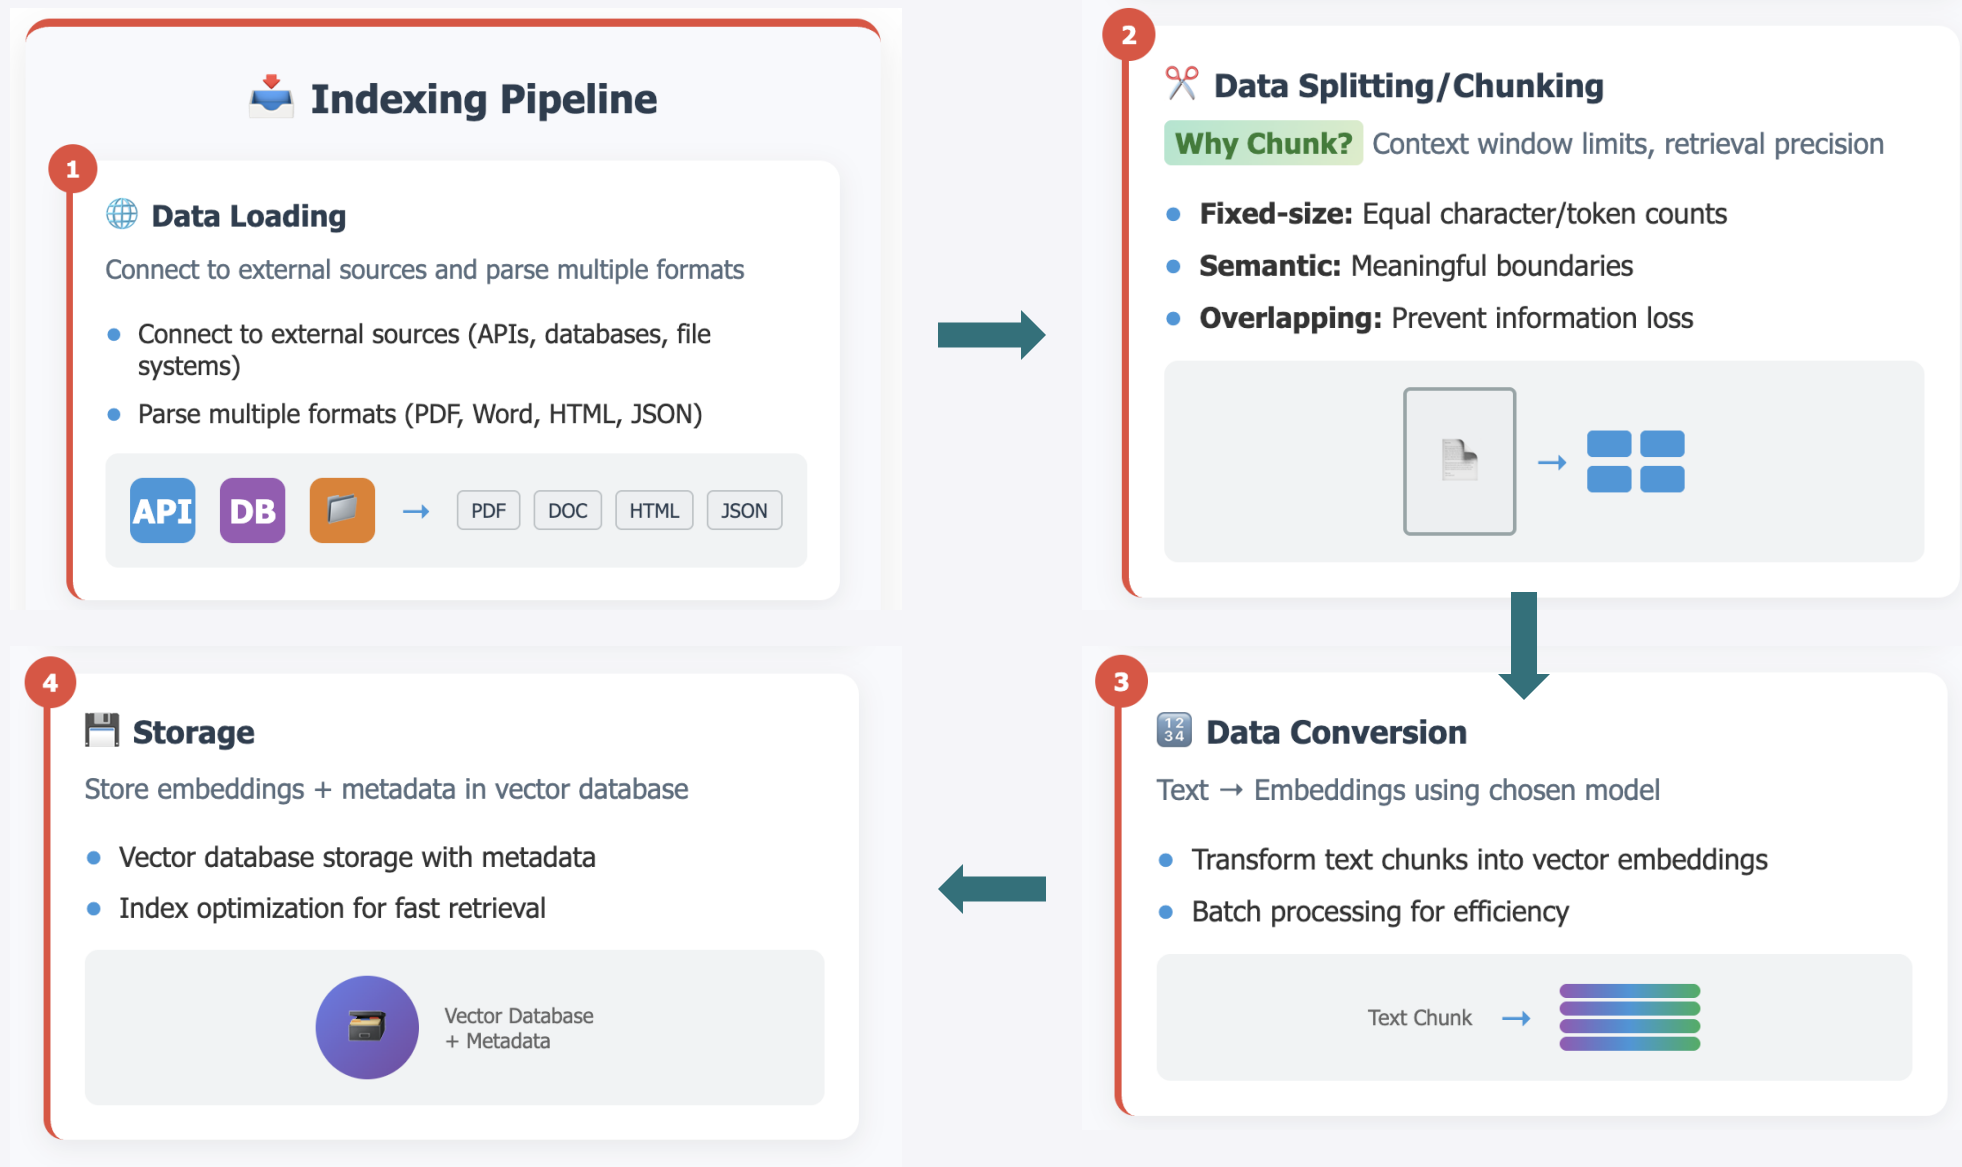 Indexing Pipeline
1
Data Loading
Connect to external sources and parse multiple formats
Connect to external sources (APIs, databases, file
systems)
Parse multiple formats (PDF, Word, HTML, JSON)
API DB → PDF DOC HTML JSON
2
Data Splitting/Chunking
Why Chunk? Context window limits, retrieval precision
Fixed-size: Equal character/token counts
Semantic: Meaningful boundaries
Overlapping: Prevent information loss
→
3
1234
Data Conversion
Text → Embeddings using chosen model
Transform text chunks into vector embeddings
Batch processing for efficiency
Text Chunk →
4
Storage
Store embeddings + metadata in vector database
Vector database storage with metadata
Index optimization for fast retrieval
Vector Database
+ Metadata